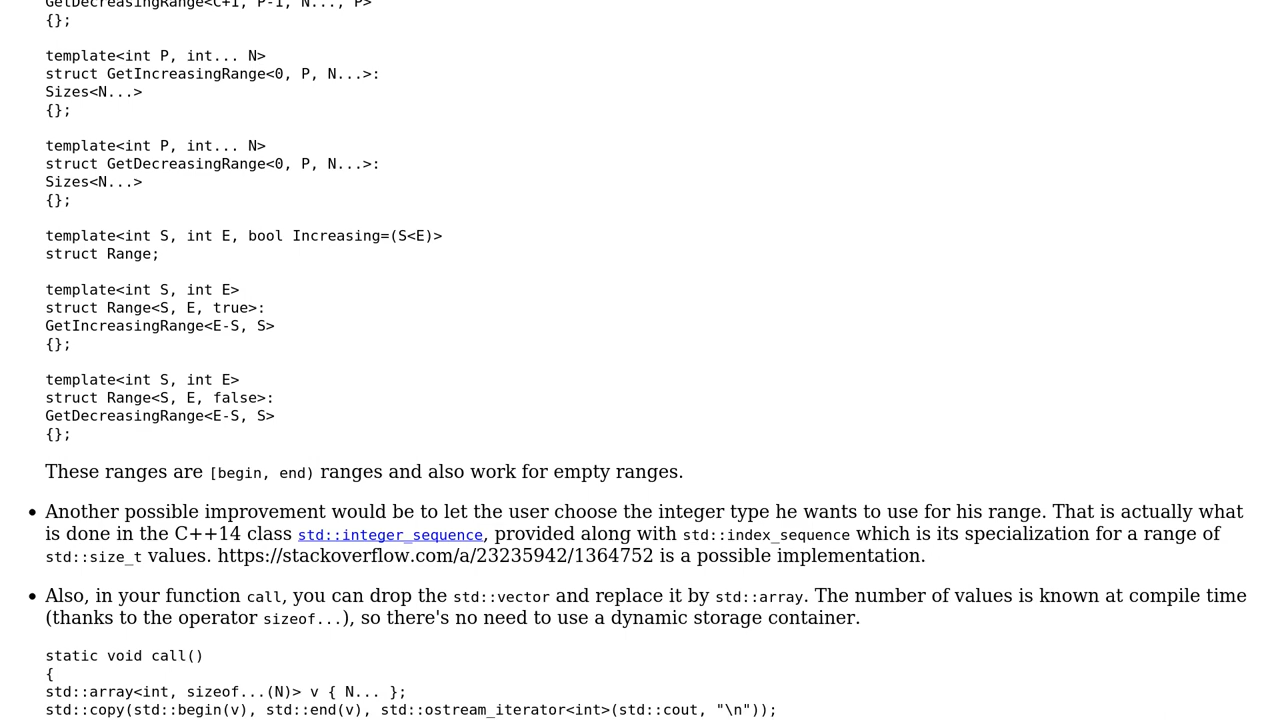 GetDecreasingRange<C+1, P-1, N..., P>
{};
template<int P, int... N>
struct GetIncreasingRange<0, P, N...>:
Sizes<N...>
{};
template<int P, int... N>
struct GetDecreasingRange<0, P, N...>:
Sizes<N...>
{};
template<int S, int E, bool Increasing=(S<E)>
struct Range;
template<int S, int E>
struct Range<S, E, true>:
GetIncreasingRange<E-S, S>
{};
template<int S, int E>
struct Range<S, E, false>:
GetDecreasingRange<E-S, S>
{};
These ranges are [begin, end) ranges and also work for empty ranges.
• Another possible improvement would be to let the user choose the integer type he wants to use for his range. That is actually what
is done in the C++14 class std::integer_sequence, provided along with std::index_sequence which is its specialization for a range of
std::size_t values. https://stackoverflow.com/a/23235942/1364752 is a possible implementation.
• Also, in your function call, you can drop the std::vector and replace it by std::array. The number of values is known at compile time
(thanks to the operator sizeof...), so there's no need to use a dynamic storage container.
static void call()
{
std::array<int, sizeof...(N)> v { N... };
std::copy(std::begin(v), std::end(v), std::ostream_iterator<int>(std::cout, "\n"));